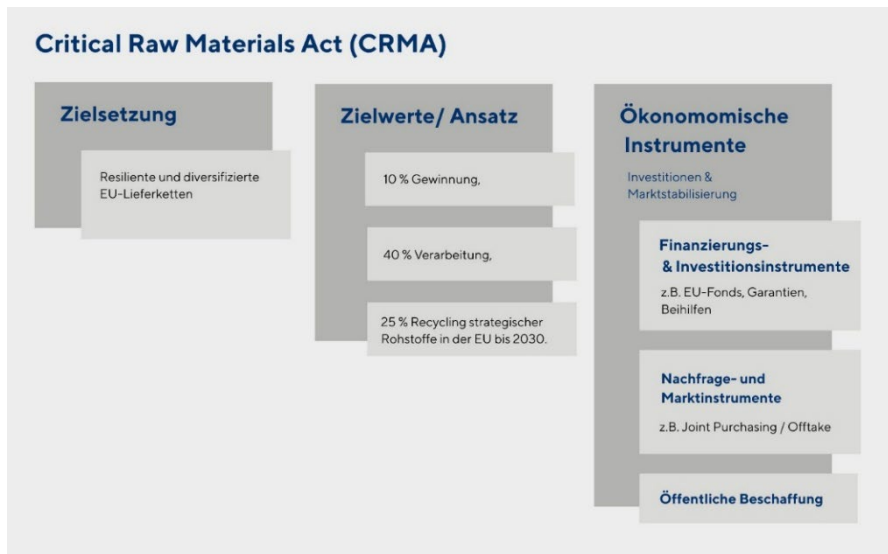 Critical Raw Materials Act (CRMA)
Zielsetzung
Resiliente und diversifizierte
EU-Lieferketten
Zielwerte/ Ansatz
10 % Gewinnung,
40 % Verarbeitung,
25 % Recycling strategischer
Rohstoffe in der EU bis 2030.
Ökonomomische
Instrumente
Investitionen &
Marktstabilisierung
Finanzierungs-
& Investitionsinstrumente
z.B. EU-Fonds, Garantien,
Beihilfen
Nachfrage- und
Marktinstrumente
z.B. Joint Purchasing / Offtake
Öffentliche Beschaffung